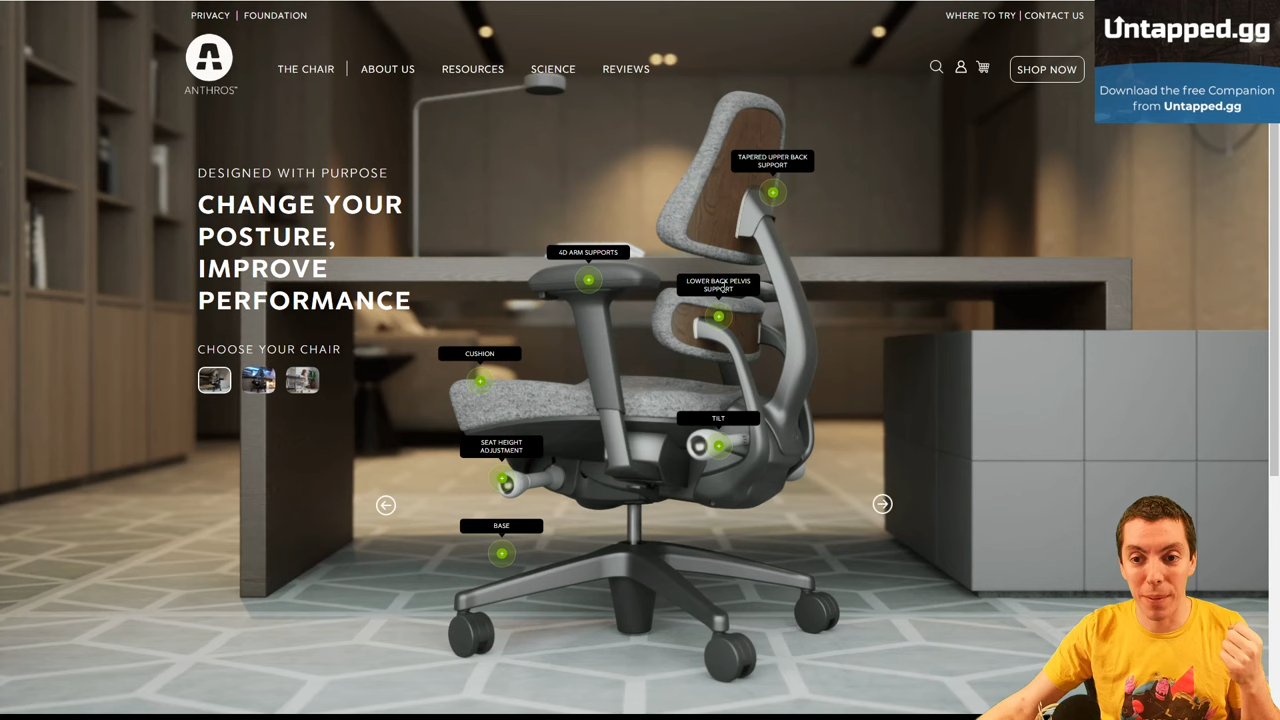 PRIVACY | FOUNDATION
WHERE TO TRY | CONTACT US
ANTHROS™
THE CHAIR | ABOUT US RESOURCES SCIENCE REVIEWS
SHOP NOW
Untapped.gg
Download the free Companion
from Untapped.gg
DESIGNED WITH PURPOSE
CHANGE YOUR
POSTURE,
IMPROVE
PERFORMANCE
CHOOSE YOUR CHAIR
TAPERED UPPER BACK
SUPPORT
4D ARM SUPPORTS
LOWER BACK PELVIS
SUPPORT
CUSHION
TILT
SEAT HEIGHT
ADJUSTMENT
BASE